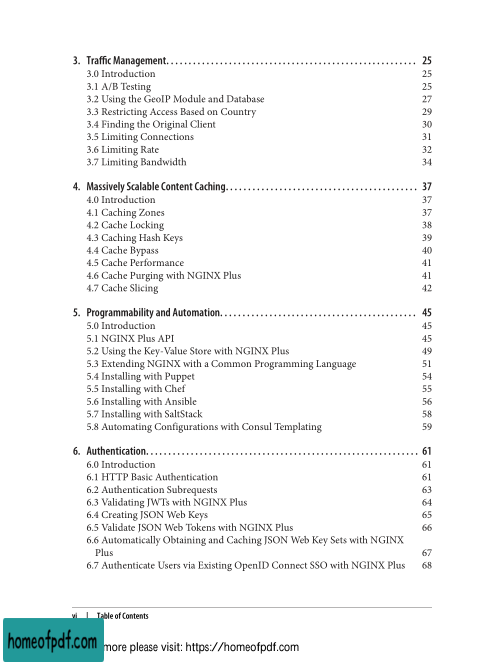 3. Traffic Management. . . . . . . . . . . . . . . . . . . . . . . . . . . . . . . . . . . . . . . . . . . . . . . . . . . . . . . . 25
3.0 Introduction 25
3.1 A/B Testing 25
3.2 Using the GeoIP Module and Database 27
3.3 Restricting Access Based on Country 29
3.4 Finding the Original Client 30
3.5 Limiting Connections 31
3.6 Limiting Rate 32
3.7 Limiting Bandwidth 34
4. Massively Scalable Content Caching. . . . . . . . . . . . . . . . . . . . . . . . . . . . . . . . . . . . . . . . . . 37
4.0 Introduction 37
4.1 Caching Zones 37
4.2 Cache Locking 38
4.3 Caching Hash Keys 39
4.4 Cache Bypass 40
4.5 Cache Performance 41
4.6 Cache Purging with NGINX Plus 41
4.7 Cache Slicing 42
5. Programmability and Automation. . . . . . . . . . . . . . . . . . . . . . . . . . . . . . . . . . . . . . . . . . . . 45
5.0 Introduction 45
5.1 NGINX Plus API 45
5.2 Using the Key-Value Store with NGINX Plus 49
5.3 Extending NGINX with a Common Programming Language 51
5.4 Installing with Puppet 54
5.5 Installing with Chef 55
5.6 Installing with Ansible 56
5.7 Installing with SaltStack 58
5.8 Automating Configurations with Consul Templating 59
6. Authentication. . . . . . . . . . . . . . . . . . . . . . . . . . . . . . . . . . . . . . . . . . . . . . . . . . . . . . . . . . . . 61
6.0 Introduction 61
6.1 HTTP Basic Authentication 61
6.2 Authentication Subrequests 63
6.3 Validating JWTs with NGINX Plus 64
6.4 Creating JSON Web Keys 65
6.5 Validate JSON Web Tokens with NGINX Plus 66
6.6 Automatically Obtaining and Caching JSON Web Key Sets with NGINX
Plus 67
6.7 Authenticate Users via Existing OpenID Connect SSO with NGINX Plus 68
vi | Table of Contents
homeofpdf.com
more please visit: https://homeofpdf.com